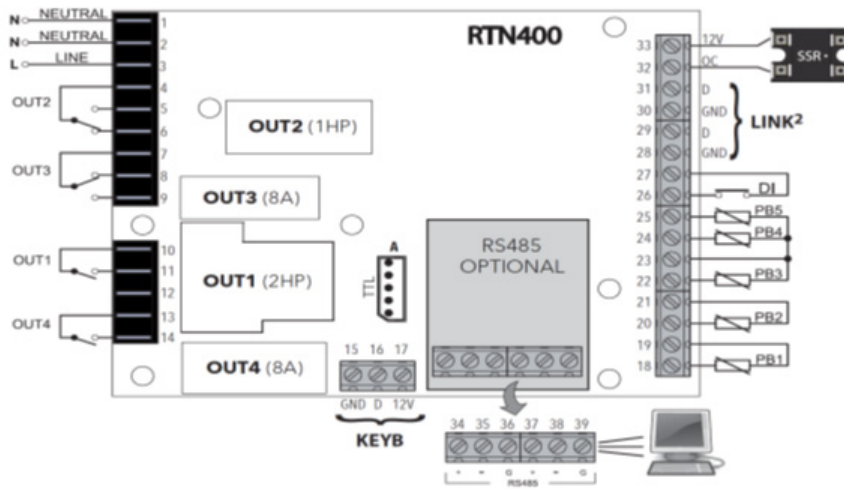 RTN400
N NEUTRAL 1
N NEUTRAL 2
L LINE 3
OUT2
4
5
6
OUT3
7
8
9
OUT1
10
11
12
OUT4
13
14
OUT2 (1HP)
OUT3 (8A)
OUT1 (2HP)
OUT4 (8A)
A
TTL
15 16 17
GND D 12V
KEYB
RS485
OPTIONAL
33 12V
SSR
32 OC
31 D
30 GND
29 D
28 GND
LINK²
27
26 DI
25 PB5
24 PB4
23
22 PB3
21
20 PB2
19
18 PB1
34 35 36 37 38 39
+ = G + = G
RS485